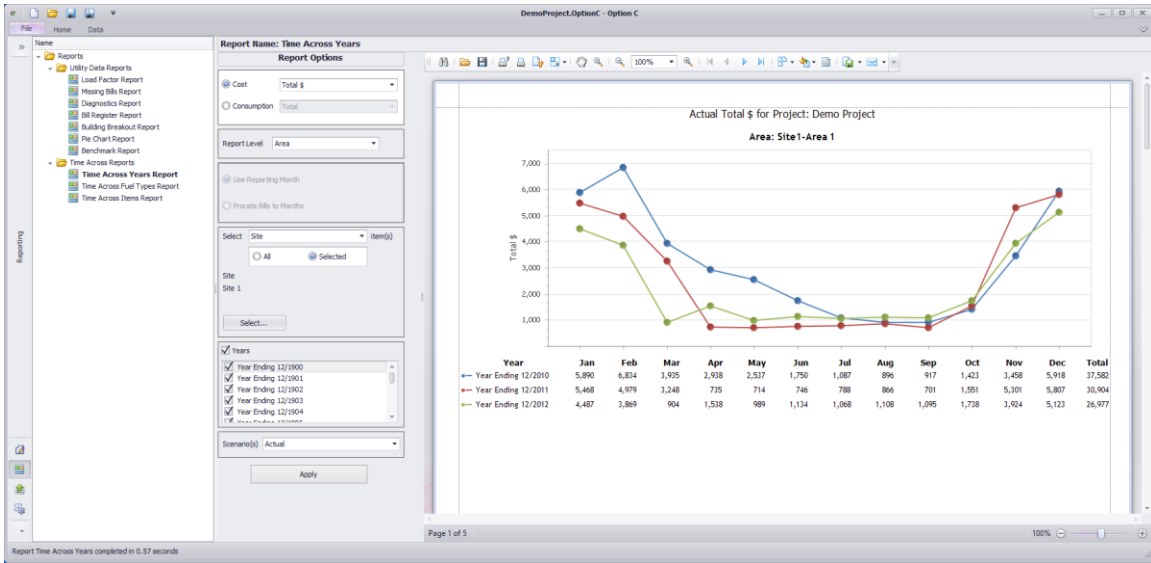 DemoProject.OptionC - Option C
File Home Data
Name
Reports
Utility Data Reports
Load Factor Report
Missing Bills Report
Diagnostics Report
Bill Register Report
Building Breakout Report
Pie Chart Report
Benchmark Report
Time Across Reports
Time Across Years Report
Time Across Fuel Types Report
Time Across Items Report
Reporting
Report Name: Time Across Years
Report Options
Cost Total $
Consumption Total
Report Level Area
Use Reporting Month
Prorate Bills to Months
Select Site item(s)
All Selected
Site
Site 1
Select...
Years
Year Ending 12/1900
Year Ending 12/1901
Year Ending 12/1902
Year Ending 12/1903
Year Ending 12/1904
Year Ending 12/1905
Scenario(s) Actual
Apply
100%
Actual Total $ for Project: Demo Project
Area: Site1-Area 1
Total $
7,000
6,000
5,000
4,000
3,000
2,000
1,000
Year Jan Feb Mar Apr May Jun Jul Aug Sep Oct Nov Dec Total
Year Ending 12/2010 5,890 6,834 3,935 2,938 2,537 1,750 1,087 896 917 1,423 3,458 5,918 37,582
Year Ending 12/2011 5,468 4,979 3,248 735 714 746 788 866 701 1,551 5,301 5,807 30,904
Year Ending 12/2012 4,487 3,869 904 1,538 989 1,134 1,068 1,108 1,095 1,738 3,924 5,123 26,977
Page 1 of 5
100%
Report Time Across Years completed in 0.57 seconds